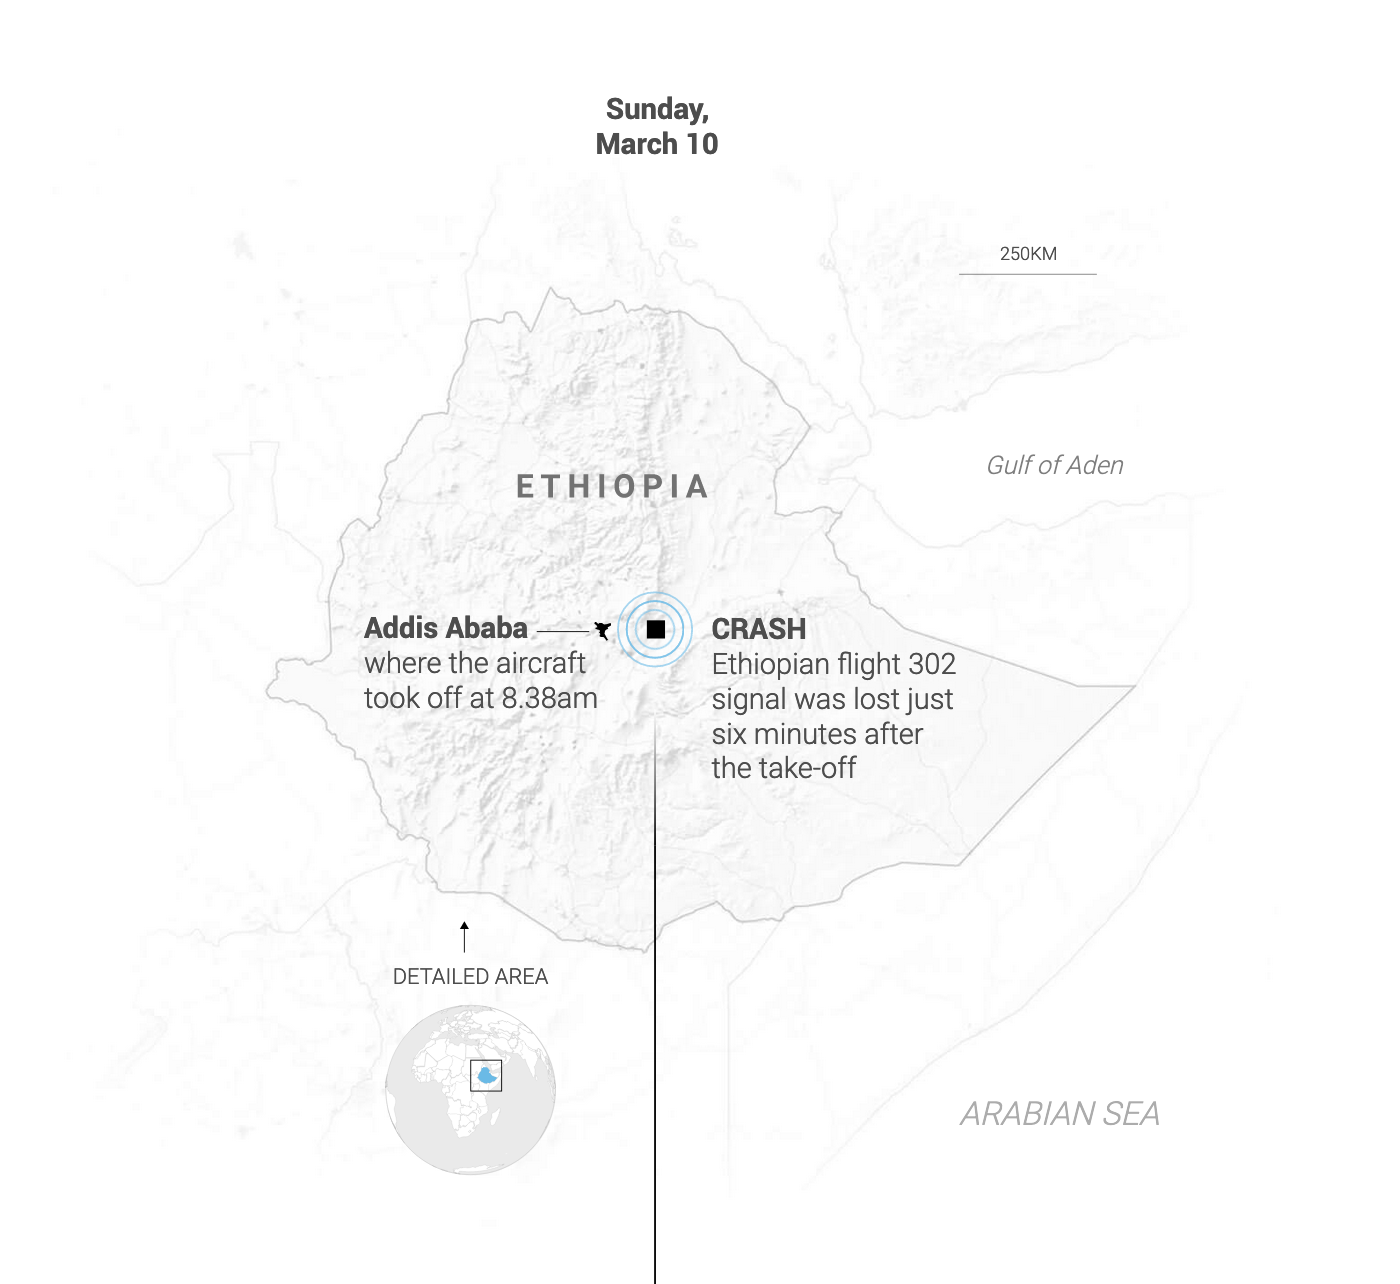 Sunday,
March 10
250KM
Gulf of Aden
ETHIOPIA
Addis Ababa
where the aircraft
took off at 8.38am
CRASH
Ethiopian flight 302
signal was lost just
six minutes after
the take-off
DETAILED AREA
ARABIAN SEA